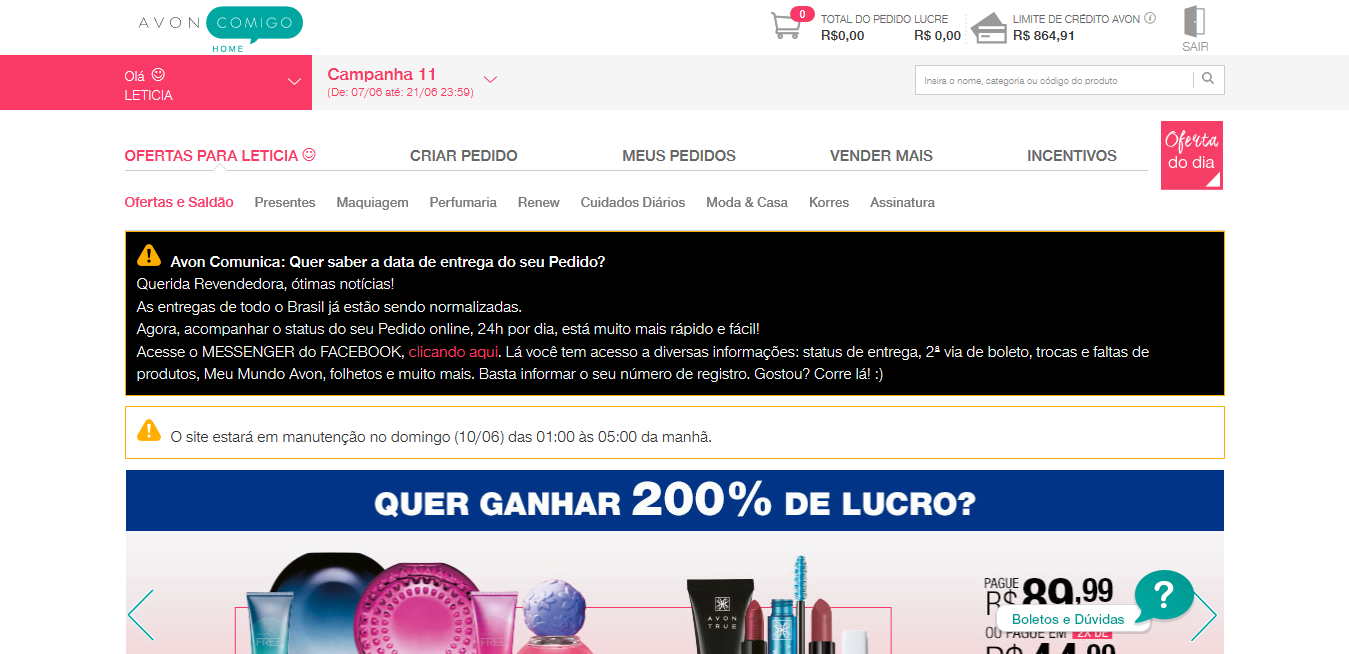 AVON COMIGO
HOME
0
TOTAL DO PEDIDO LUCRE
R$0,00 R$ 0,00
LIMITE DE CRÉDITO AVON
R$ 864,91
SAIR
Olá
LETICIA
Campanha 11
(De: 07/06 até: 21/06 23:59)
Insira o nome, categoria ou código do produto
OFERTAS PARA LETICIA CRIAR PEDIDO MEUS PEDIDOS VENDER MAIS INCENTIVOS
Oferta
do dia
Ofertas e Saldão Presentes Maquiagem Perfumaria Renew Cuidados Diários Moda & Casa Korres Assinatura
Avon Comunica: Quer saber a data de entrega do seu Pedido?
Querida Revendedora, ótimas notícias!
As entregas de todo o Brasil já estão sendo normalizadas.
Agora, acompanhar o status do seu Pedido online, 24h por dia, está muito mais rápido e fácil!
Acesse o MESSENGER do FACEBOOK, clicando aqui. Lá você tem acesso a diversas informações: status de entrega, 2ª via de boleto, trocas e faltas de
produtos, Meu Mundo Avon, folhetos e muito mais. Basta informar o seu número de registro. Gostou? Corre lá! :)
O site estará em manutenção no domingo (10/06) das 01:00 às 05:00 da manhã.
QUER GANHAR 200% DE LUCRO?
FREE
FREE
AVON
TRUE
PAGUE
R$89,99
?
Boletos e Dúvidas
OU PAGUE EM 2X DE
R$44,99